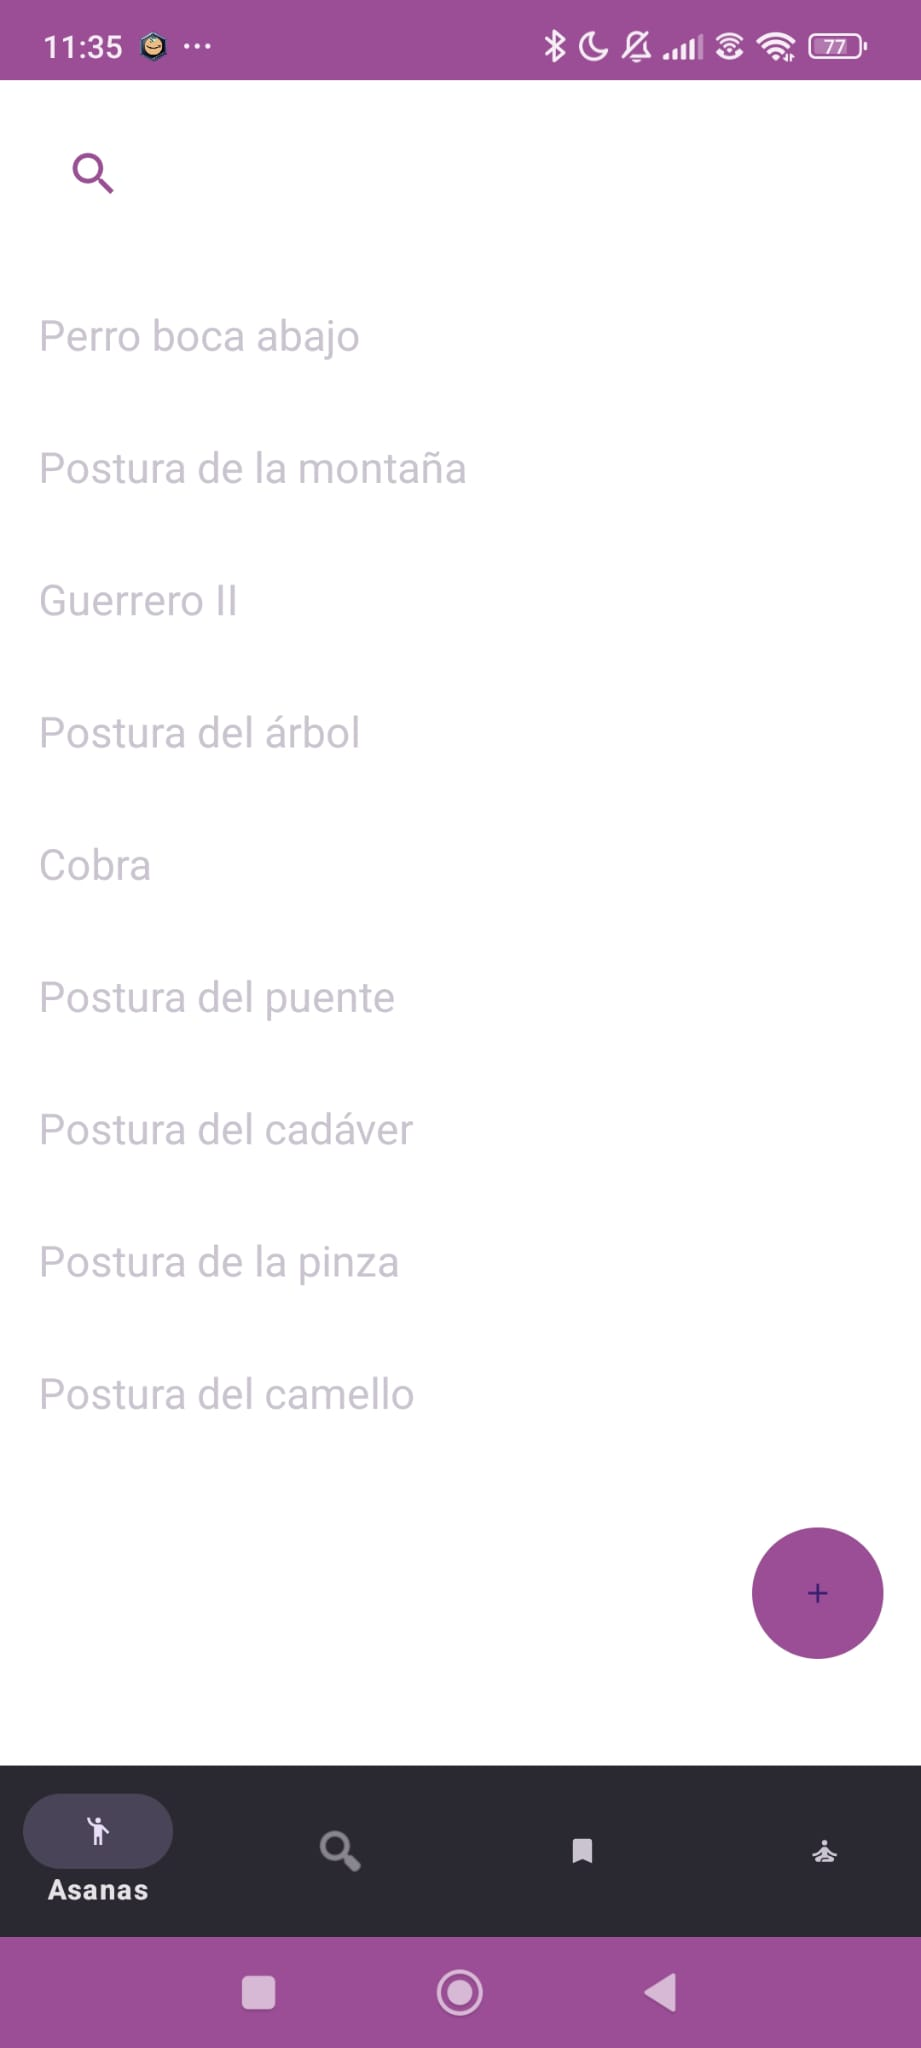 11:35
77
Perro boca abajo
Postura de la montaña
Guerrero II
Postura del árbol
Cobra
Postura del puente
Postura del cadáver
Postura de la pinza
Postura del camello
+
Asanas